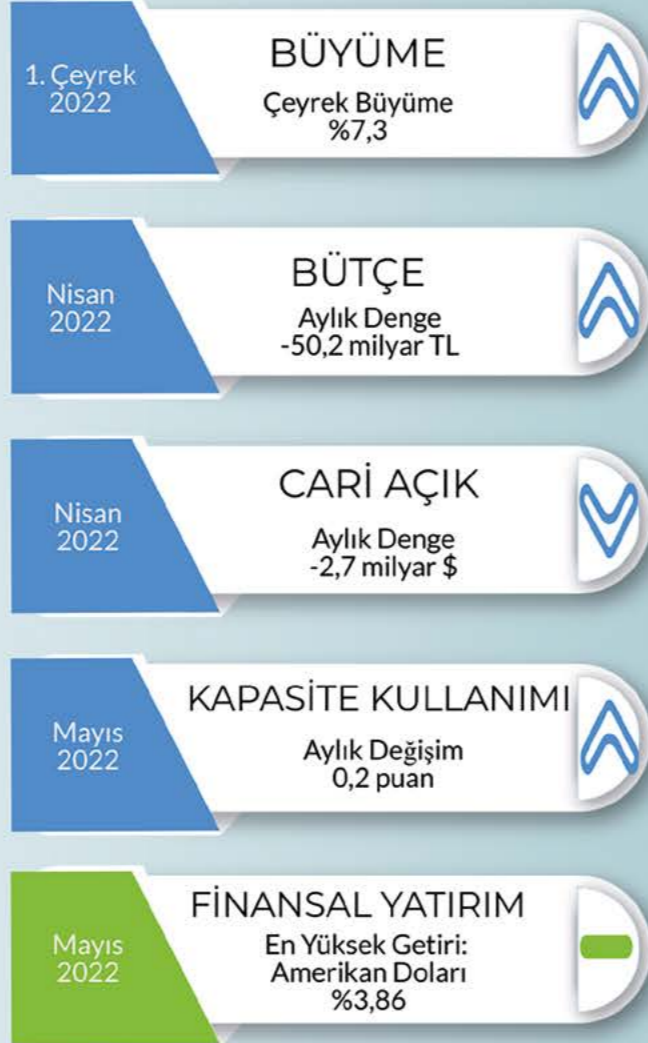 1. Çeyrek
2022
BÜYÜME
Çeyrek Büyüme
%7,3
Nisan
2022
BÜTÇE
Aylık Denge
-50,2 milyar TL
Nisan
2022
CARİ AÇIK
Aylık Denge
-2,7 milyar $
Mayıs
2022
KAPASİTE KULLANIMI
Aylık Değişim
0,2 puan
Mayıs
2022
FİNANSAL YATIRIM
En Yüksek Getiri:
Amerikan Doları
%3,86